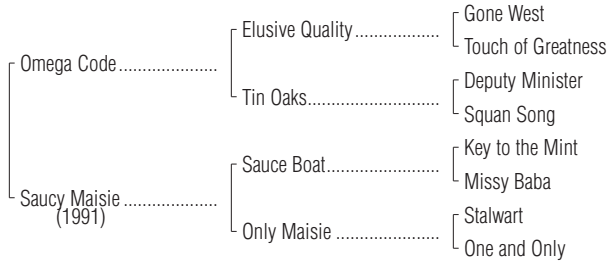 Gone West
Elusive Quality....................
Touch of Greatness
Omega Code.......................
Deputy Minister
Tin Oaks................................
Squan Song
Key to the Mint
Sauce Boat...........................
Missy Baba
Saucy Maisie ......................
(1991)
Stalwart
Only Maisie ........................
One and Only